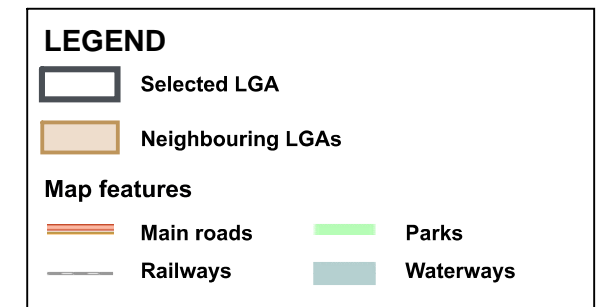 LEGEND
Selected LGA
Neighbouring LGAs
Map features
Main roads
Parks
Railways
Waterways